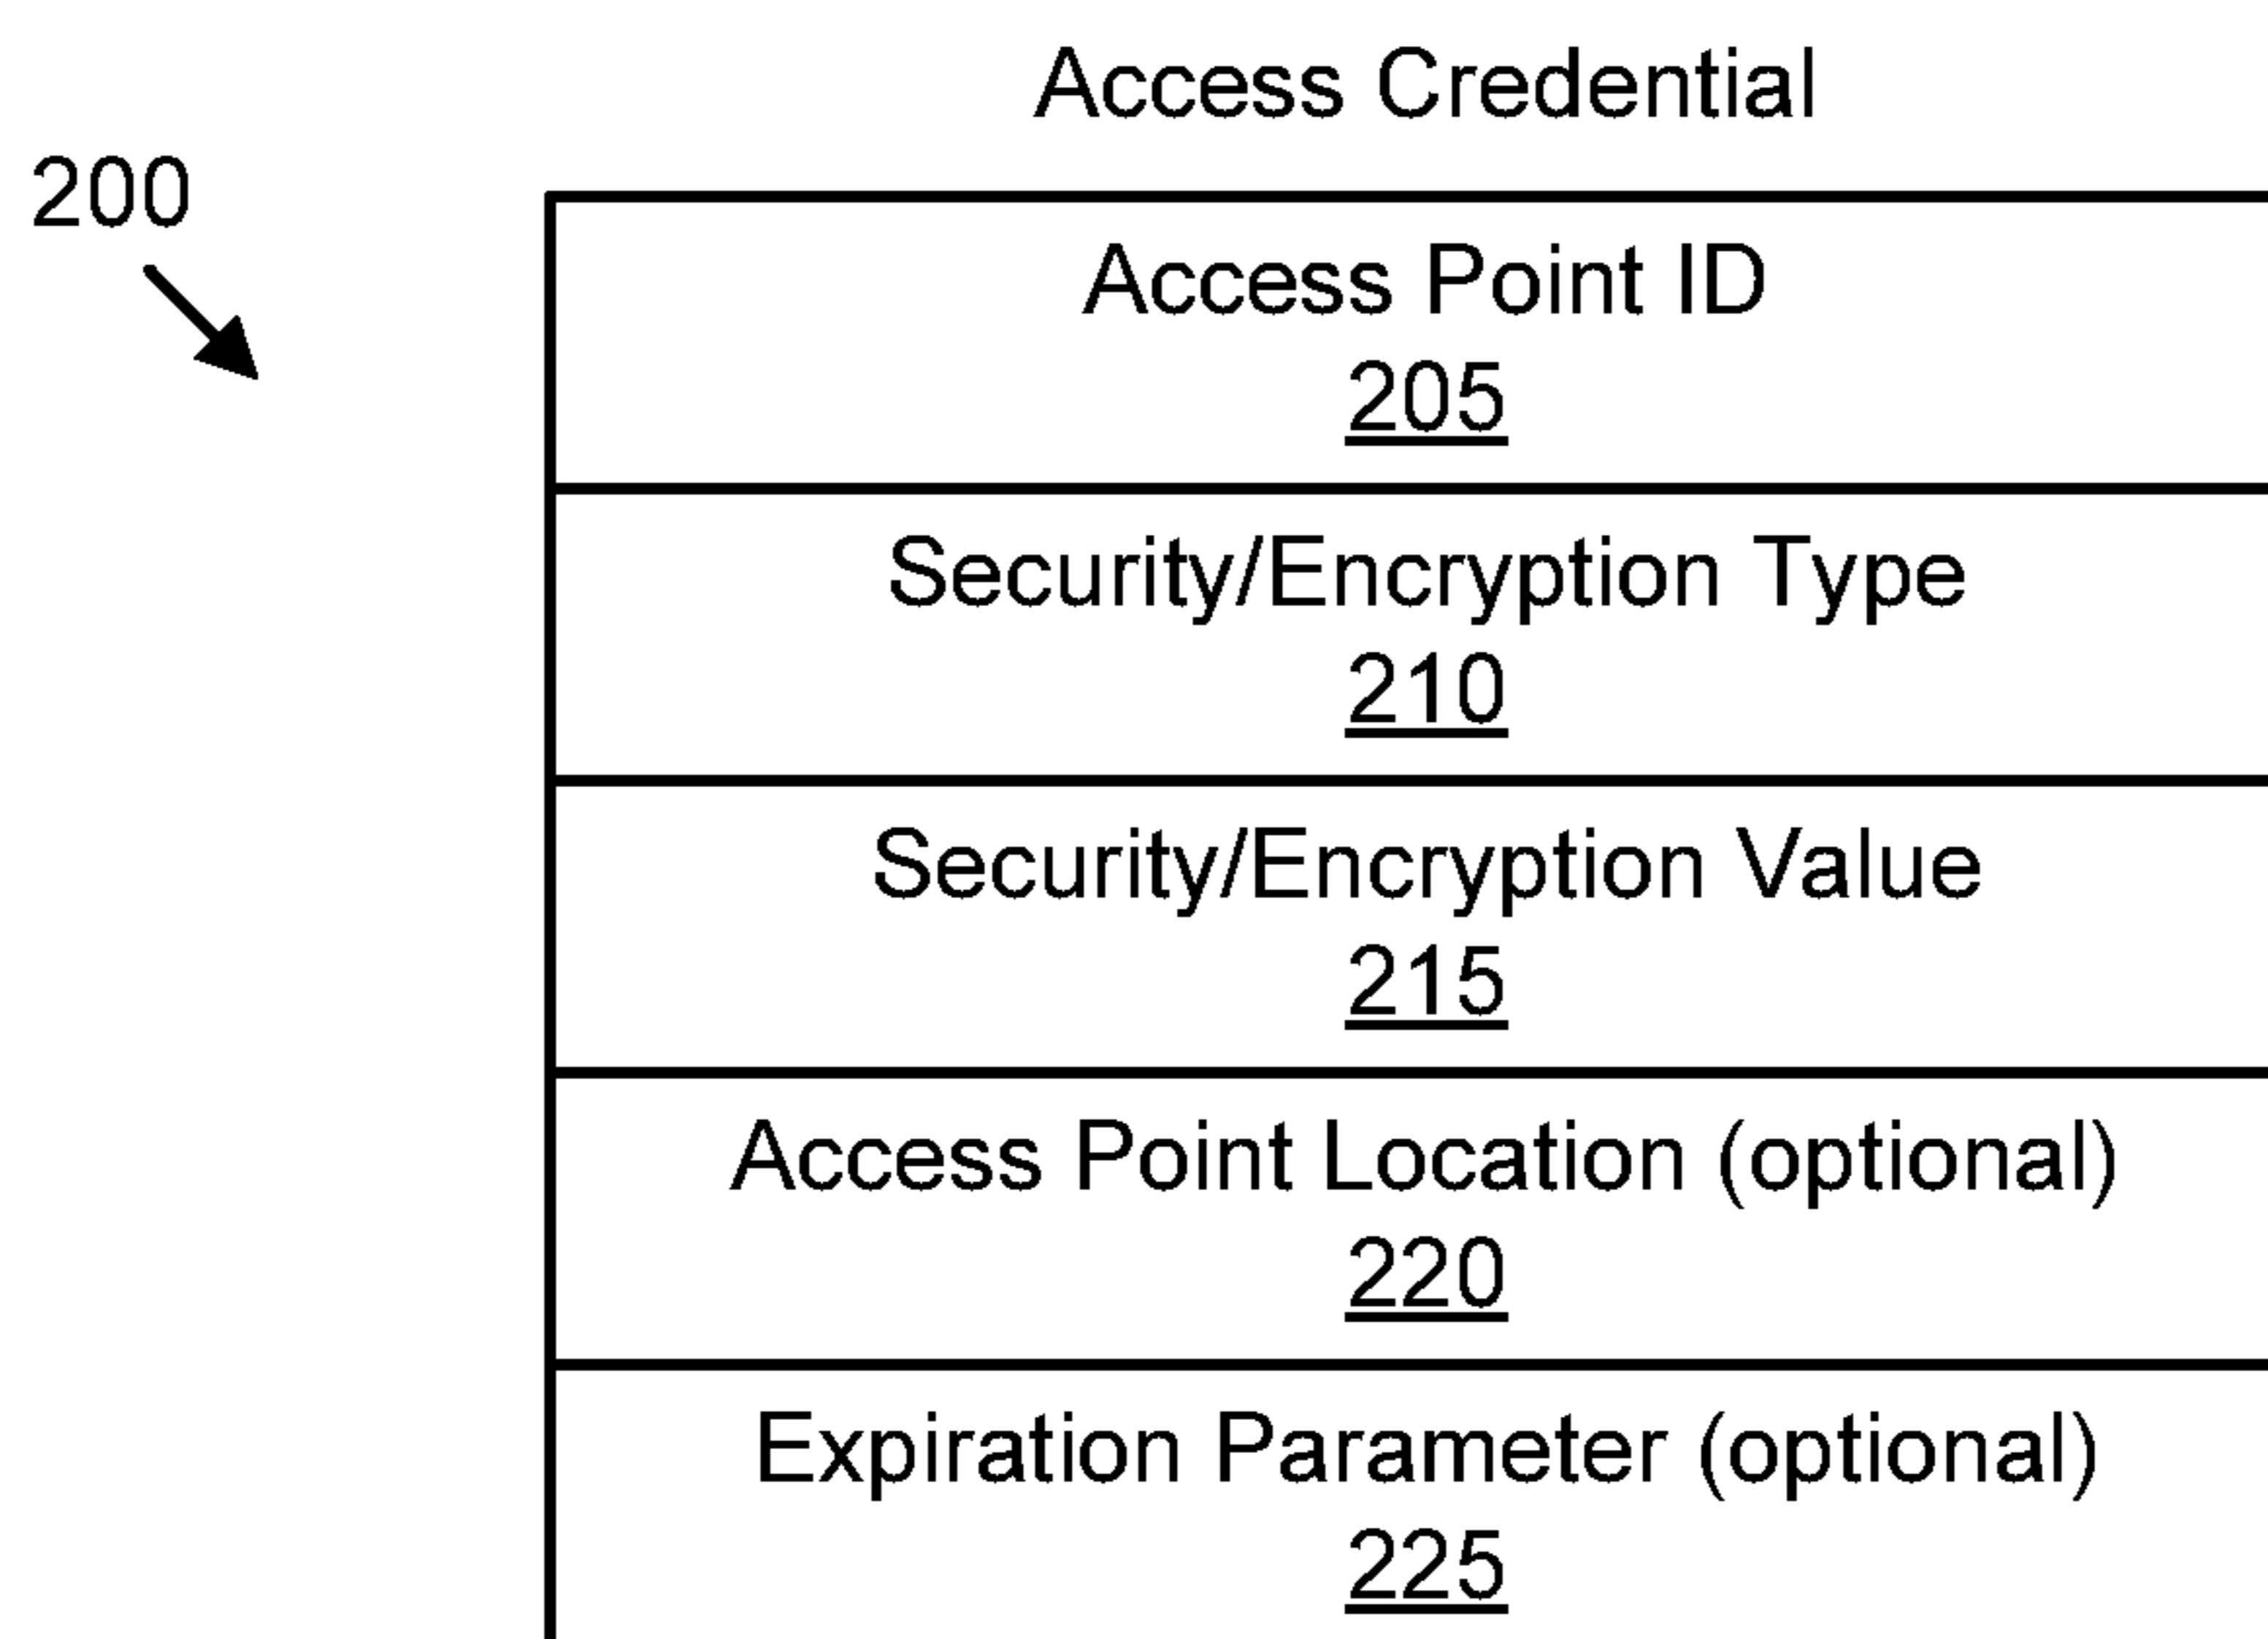 Access Credential
200
Access Point ID
205
Security/Encryption Type
210
Security/Encryption Value
215
Access Point Location (optional)
220
Expiration Parameter (optional)
225